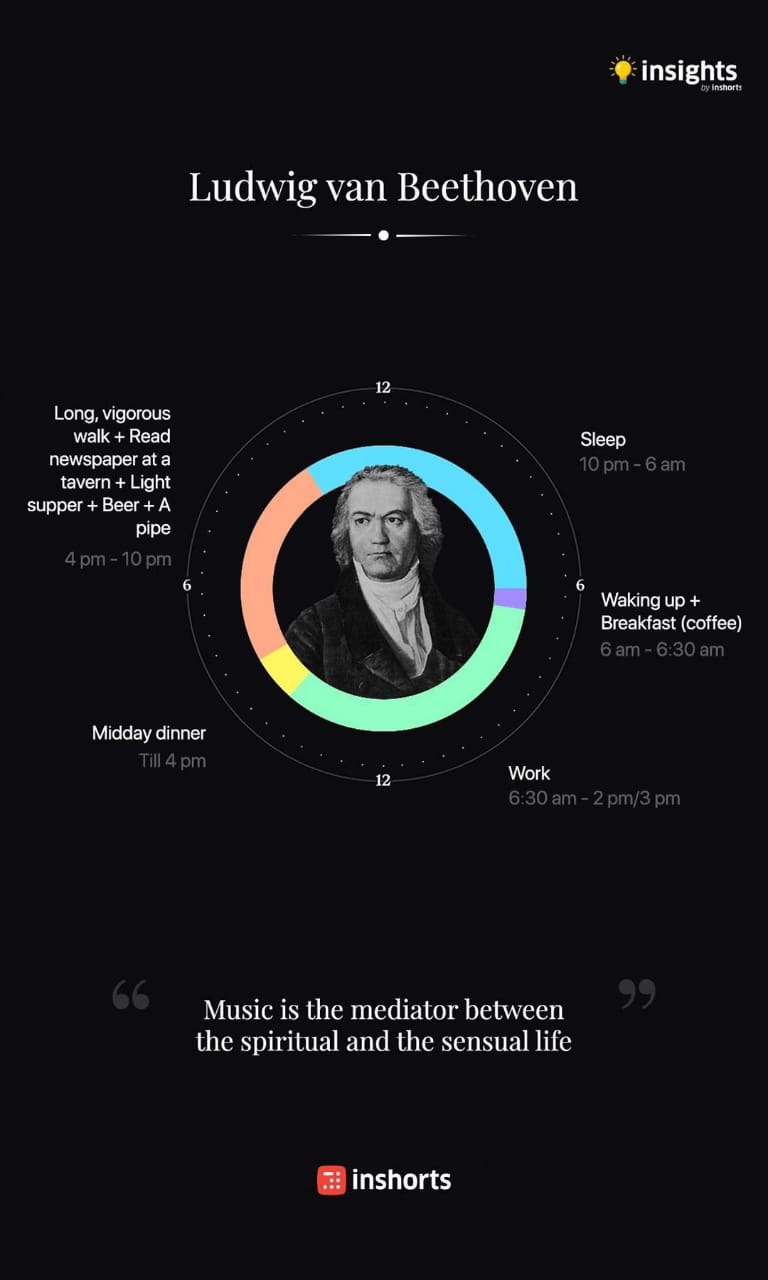 insights
by inshorts
Ludwig van Beethoven
12
Long, vigorous
walk + Read
newspaper at a
tavern + Light
supper + Beer + A
pipe
4 pm - 10 pm
Sleep
10 pm - 6 am
6
6
Waking up +
Breakfast (coffee)
6 am - 6:30 am
Midday dinner
Till 4 pm
12
Work
6:30 am - 2 pm/3 pm
“ Music is the mediator between ”
the spiritual and the sensual life
inshorts